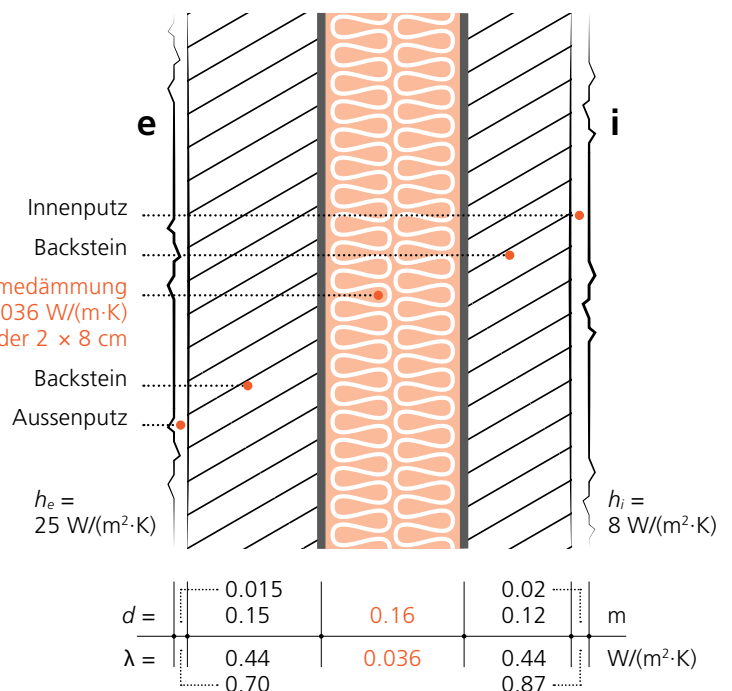 e
i
Innenputz
Backstein
medämmung
036 W/(m·K)
der 2 × 8 cm
Backstein
Aussenputz
hₑ =
25 W/(m²·K)
hᵢ =
8 W/(m²·K)
0.015 0.02
d = 0.15 0.16 0.12 m
λ = 0.44 0.036 0.44 W/(m²·K)
0.70 0.87